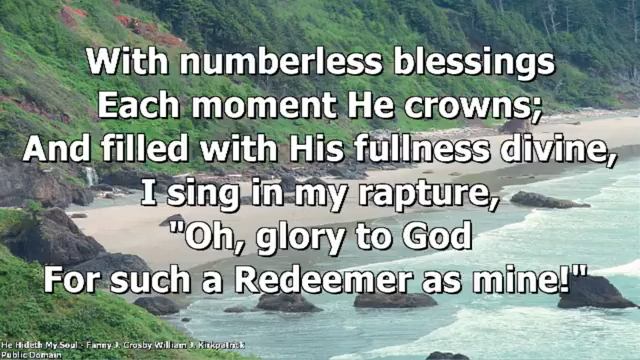 With numberless blessings
Each moment He crowns;
And filled with His fullness divine,
I sing in my rapture,
"Oh, glory to God
For such a Redeemer as mine!"
He Hideth My Soul - Fanny J. Crosby William J. Kirkpatrick
Public Domain